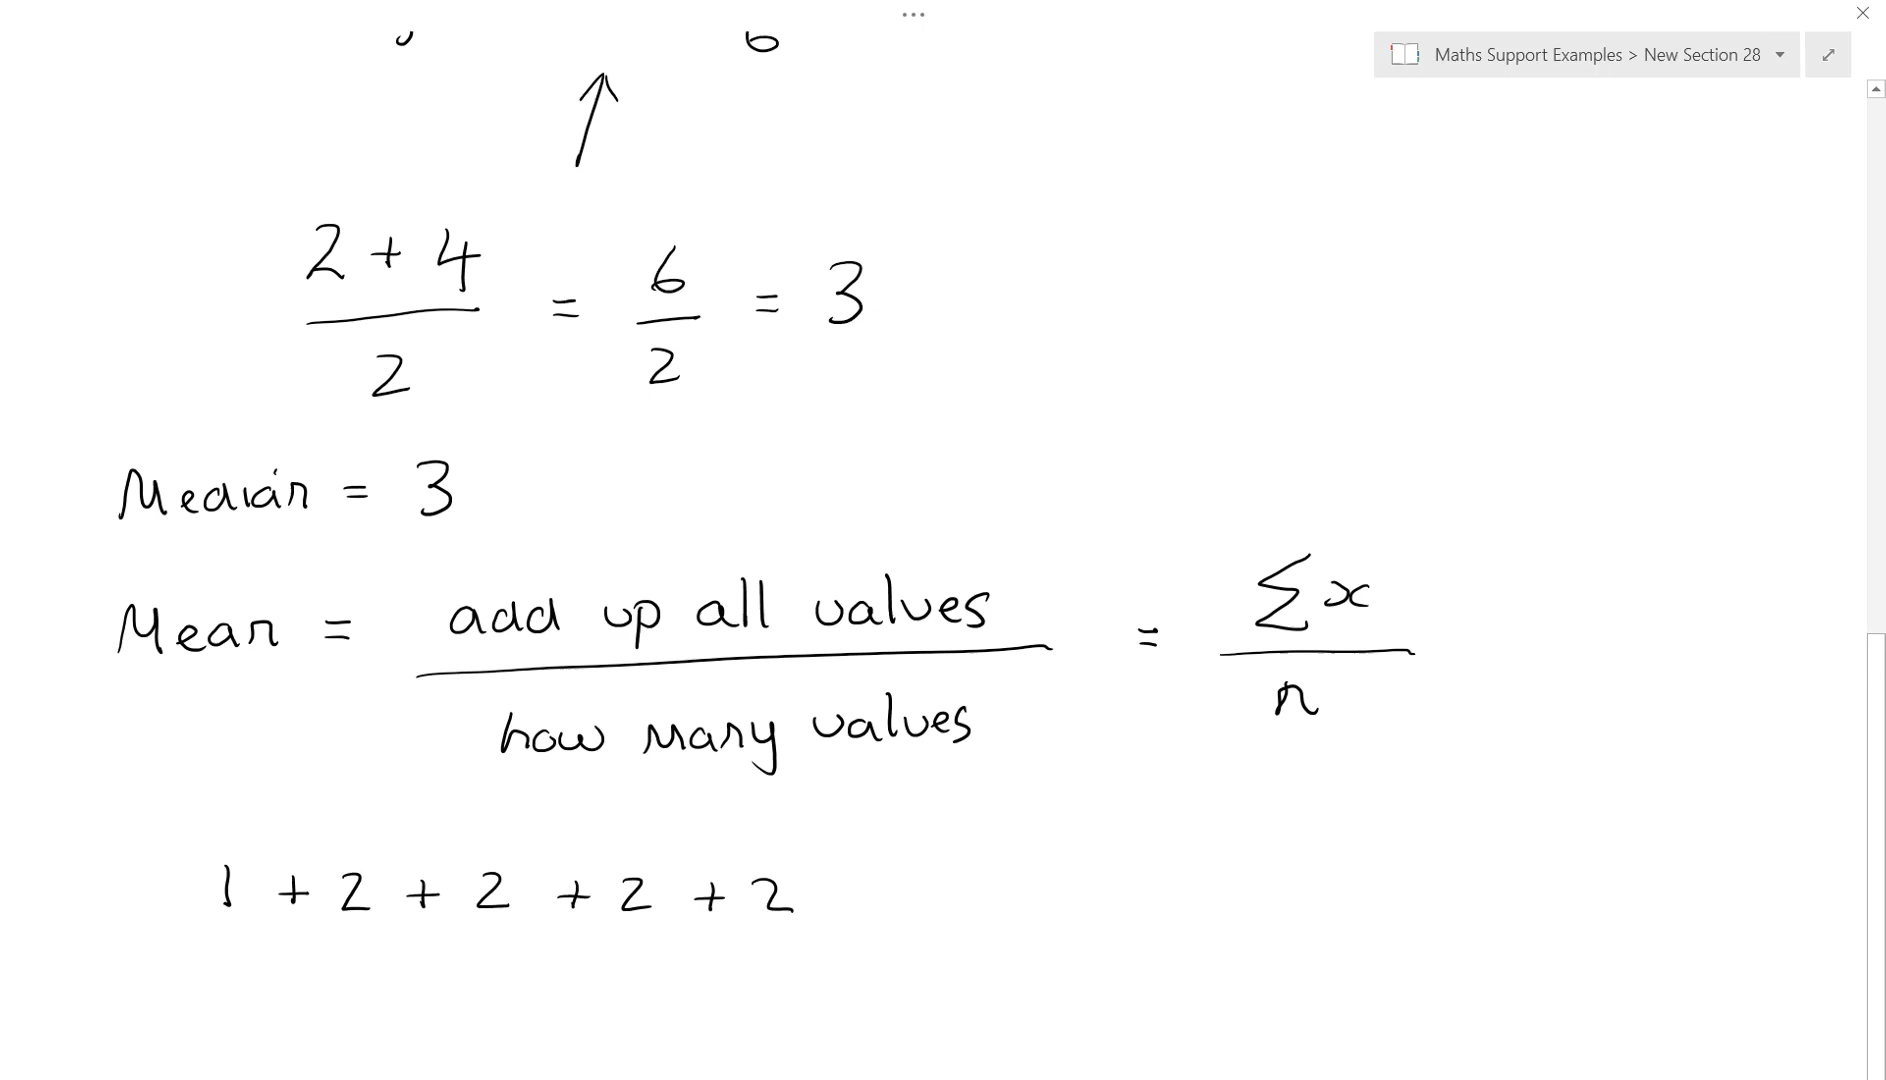 Maths Support Examples > New Section 28
2 + 4 / 2 = 6 / 2 = 3
Median = 3
Mean = add up all values / how many values = ∑x / n
1 + 2 + 2 + 2 + 2